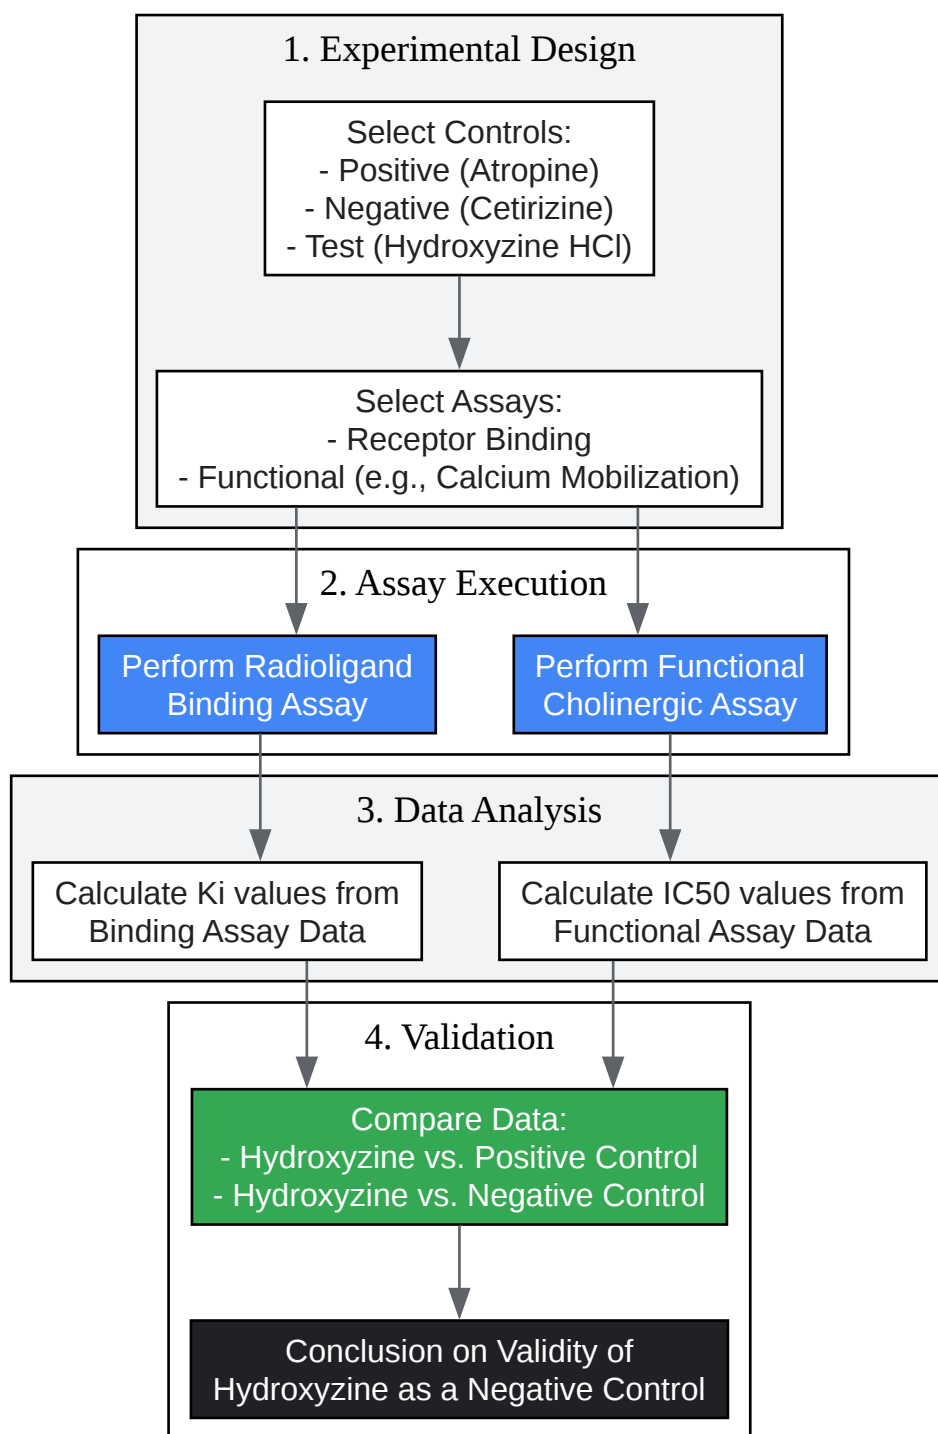 1. Experimental Design
Select Controls:
- Positive (Atropine)
- Negative (Cetirizine)
- Test (Hydroxyzine HCl)
Select Assays:
- Receptor Binding
- Functional (e.g., Calcium Mobilization)
2. Assay Execution
Perform Radioligand
Binding Assay
Perform Functional
Cholinergic Assay
3. Data Analysis
Calculate Ki values from
Binding Assay Data
Calculate IC50 values from
Functional Assay Data
4. Validation
Compare Data:
- Hydroxyzine vs. Positive Control
- Hydroxyzine vs. Negative Control
Conclusion on Validity of
Hydroxyzine as a Negative Control